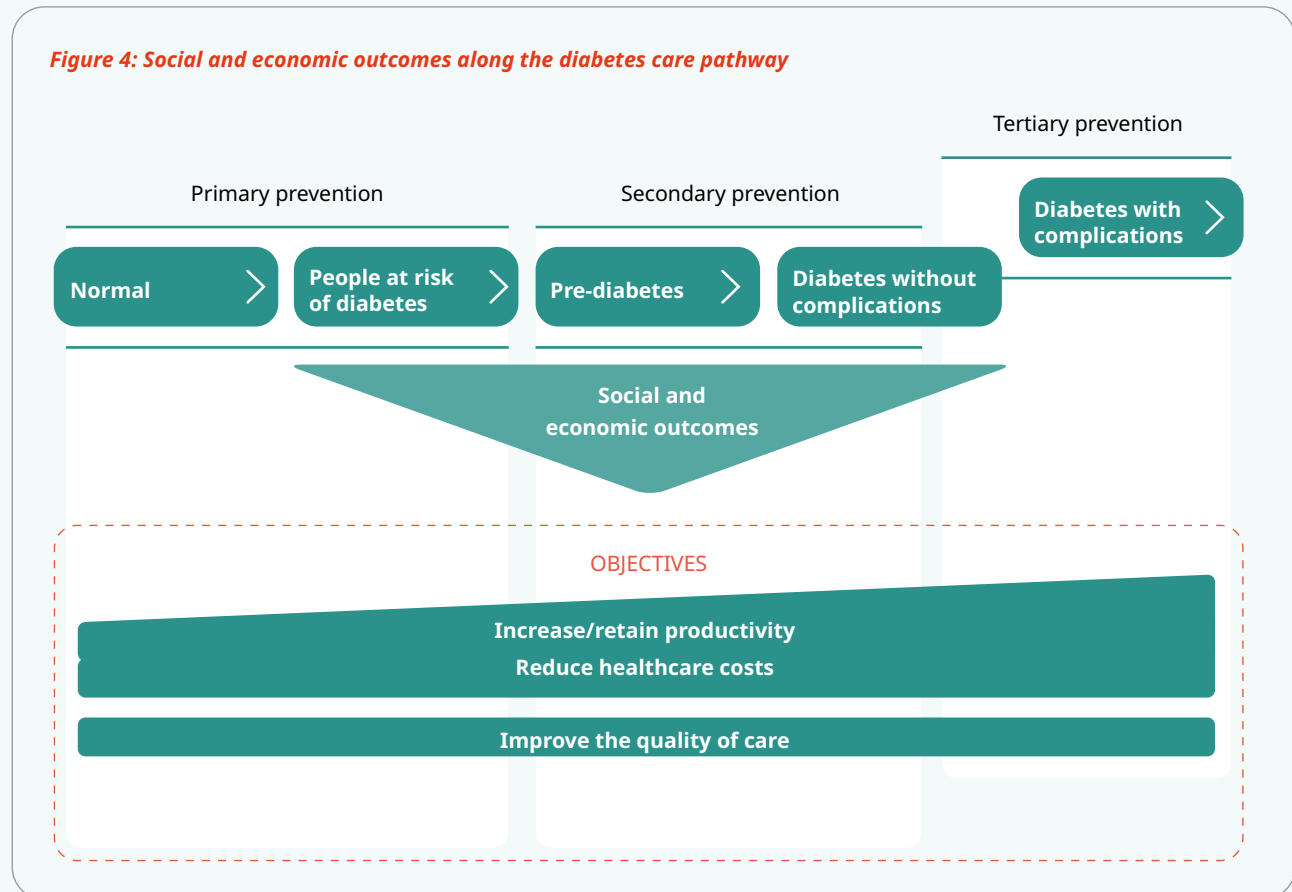 Figure 4: Social and economic outcomes along the diabetes care pathway
Tertiary prevention
Primary prevention
Secondary prevention
Diabetes with
complications
Normal
People at risk
of diabetes
Pre-diabetes
Diabetes without
complications
Social and
economic outcomes
OBJECTIVES
Increase/retain productivity
Reduce healthcare costs
Improve the quality of care